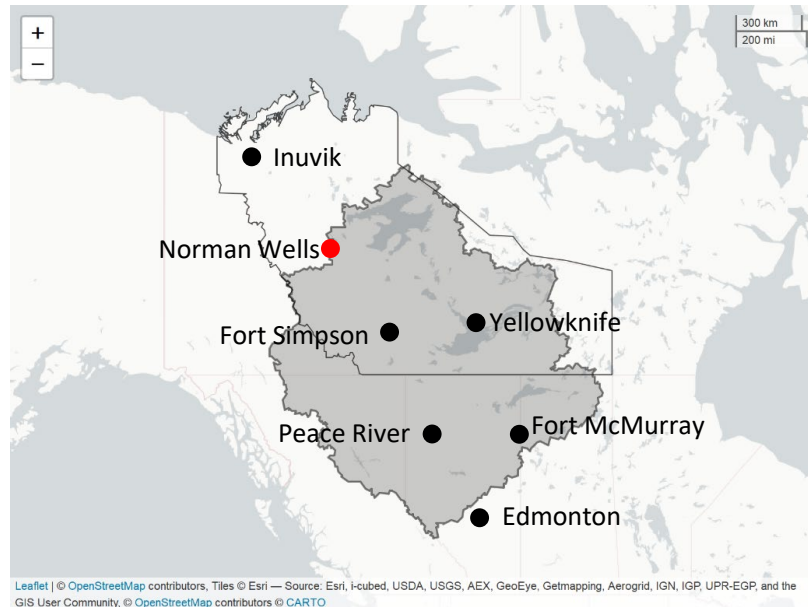 +
−
300 km
200 mi
Inuvik
Norman Wells
Fort Simpson
Yellowknife
Peace River
Fort McMurray
Edmonton
Leaflet | © OpenStreetMap contributors, Tiles © Esri — Source: Esri, i-cubed, USDA, USGS, AEX, GeoEye, Getmapping, Aerogrid, IGN, IGP, UPR-EGP, and the
GIS User Community, © OpenStreetMap contributors © CARTO